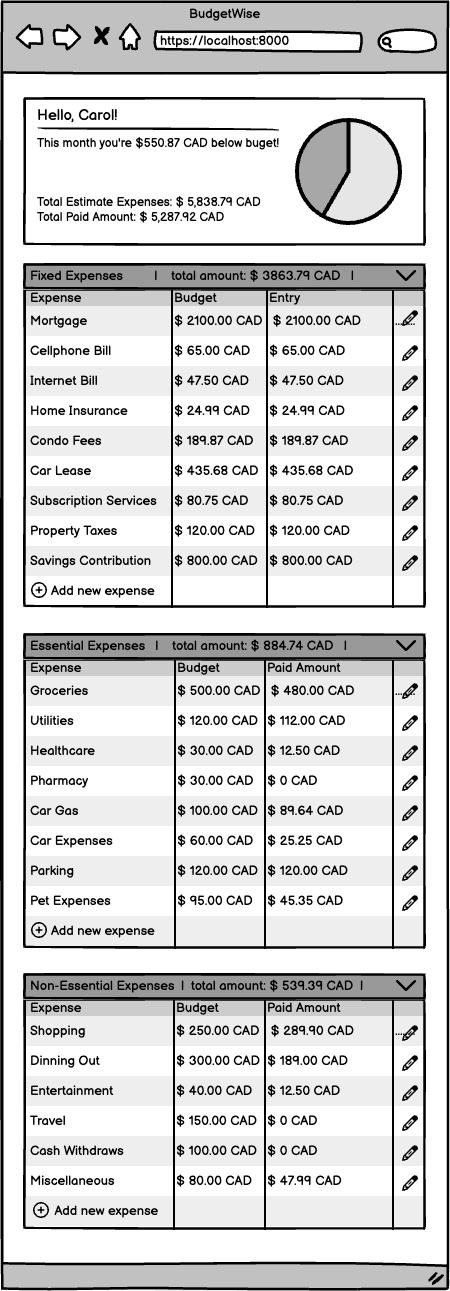 BudgetWise
https://localhost:8000
Hello, Carol!
This month you're $550.87 CAD below buget!
Total Estimate Expenses: $ 5,838.79 CAD
Total Paid Amount: $ 5,287.92 CAD
Fixed Expenses | total amount: $ 3863.79 CAD |
Expense Budget Entry
Mortgage $ 2100.00 CAD $ 2100.00 CAD
Cellphone Bill $ 65.00 CAD $ 65.00 CAD
Internet Bill $ 47.50 CAD $ 47.50 CAD
Home Insurance $ 24.99 CAD $ 24.99 CAD
Condo Fees $ 189.87 CAD $ 189.87 CAD
Car Lease $ 435.68 CAD $ 435.68 CAD
Subscription Services $ 80.75 CAD $ 80.75 CAD
Property Taxes $ 120.00 CAD $ 120.00 CAD
Savings Contribution $ 800.00 CAD $ 800.00 CAD
Add new expense
Essential Expenses | total amount: $ 884.74 CAD |
Expense Budget Paid Amount
Groceries $ 500.00 CAD $ 480.00 CAD
Utilities $ 120.00 CAD $ 112.00 CAD
Healthcare $ 30.00 CAD $ 12.50 CAD
Pharmacy $ 30.00 CAD $ 0 CAD
Car Gas $ 100.00 CAD $ 89.64 CAD
Car Expenses $ 60.00 CAD $ 25.25 CAD
Parking $ 120.00 CAD $ 120.00 CAD
Pet Expenses $ 95.00 CAD $ 45.35 CAD
Add new expense
Non-Essential Expenses | total amount: $ 539.39 CAD |
Expense Budget Paid Amount
Shopping $ 250.00 CAD $ 289.90 CAD
Dinning Out $ 300.00 CAD $ 189.00 CAD
Entertainment $ 40.00 CAD $ 12.50 CAD
Travel $ 150.00 CAD $ 0 CAD
Cash Withdraws $ 100.00 CAD $ 0 CAD
Miscellaneous $ 80.00 CAD $ 47.99 CAD
Add new expense